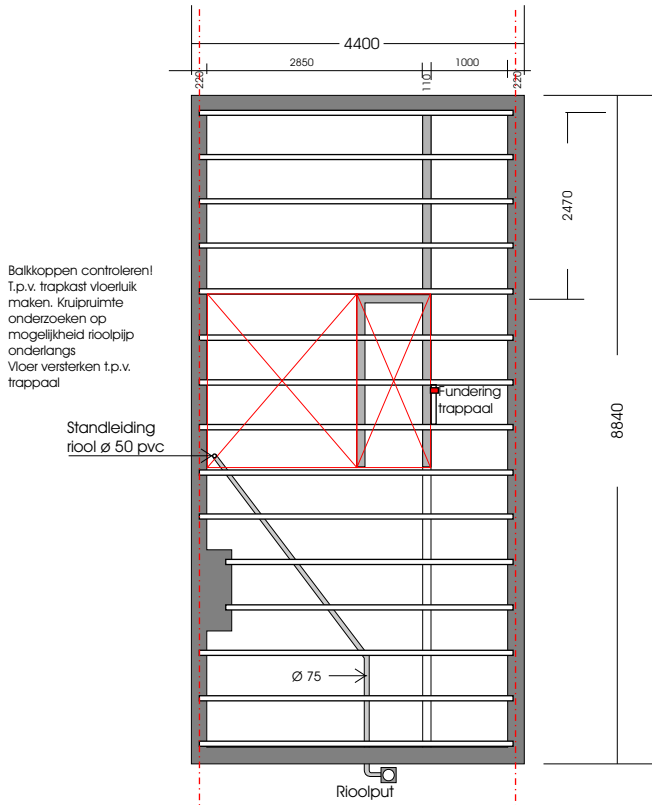 4400
2850
1000
220
110
220
2470
8840
Balkkoppen controleren!
T.p.v. trapkast vloerluik
maken. Kruipruimte
onderzoeken op
mogelijkheid rioolpijp
onderlangs
Vloer versterken t.p.v.
trappaal
Fundering
trappaal
Standleiding
riool ø 50 pvc
Ø 75
Rioolput